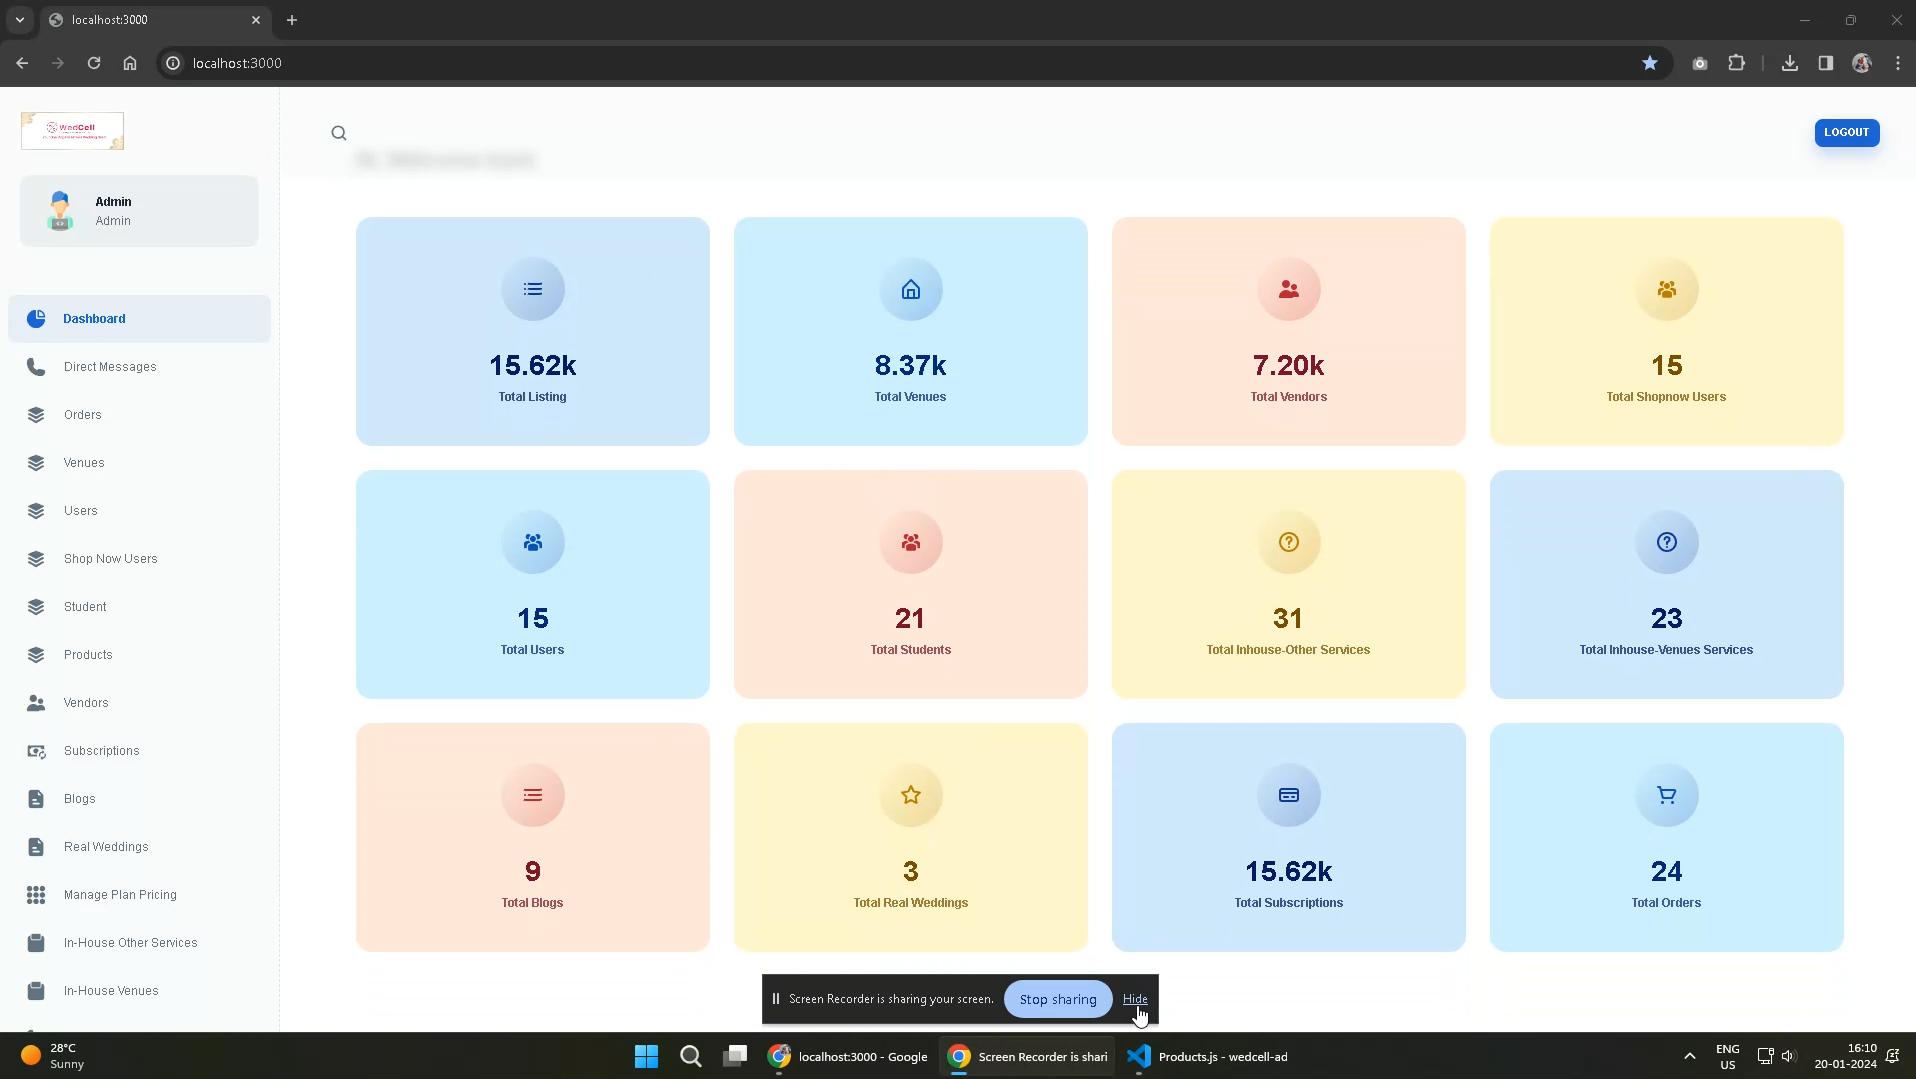 localhost:3000
localhost:3000
WedCell
LOGOUT
Admin
Admin
Dashboard
Direct Messages
Orders
Venues
Users
Shop Now Users
Student
Products
Vendors
Subscriptions
Blogs
Real Weddings
Manage Plan Pricing
In-House Other Services
In-House Venues
15.62k
Total Listing
8.37k
Total Venues
7.20k
Total Vendors
15
Total Shopnow Users
15
Total Users
21
Total Students
31
Total Inhouse-Other Services
23
Total Inhouse-Venues Services
9
Total Blogs
3
Total Real Weddings
15.62k
Total Subscriptions
24
Total Orders
Screen Recorder is sharing your screen.
Stop sharing
Hide
28°C
Sunny
localhost:3000 - Google
Screen Recorder is shari
Products.js - wedcell-ad
ENG
US
16:10
20-01-2024